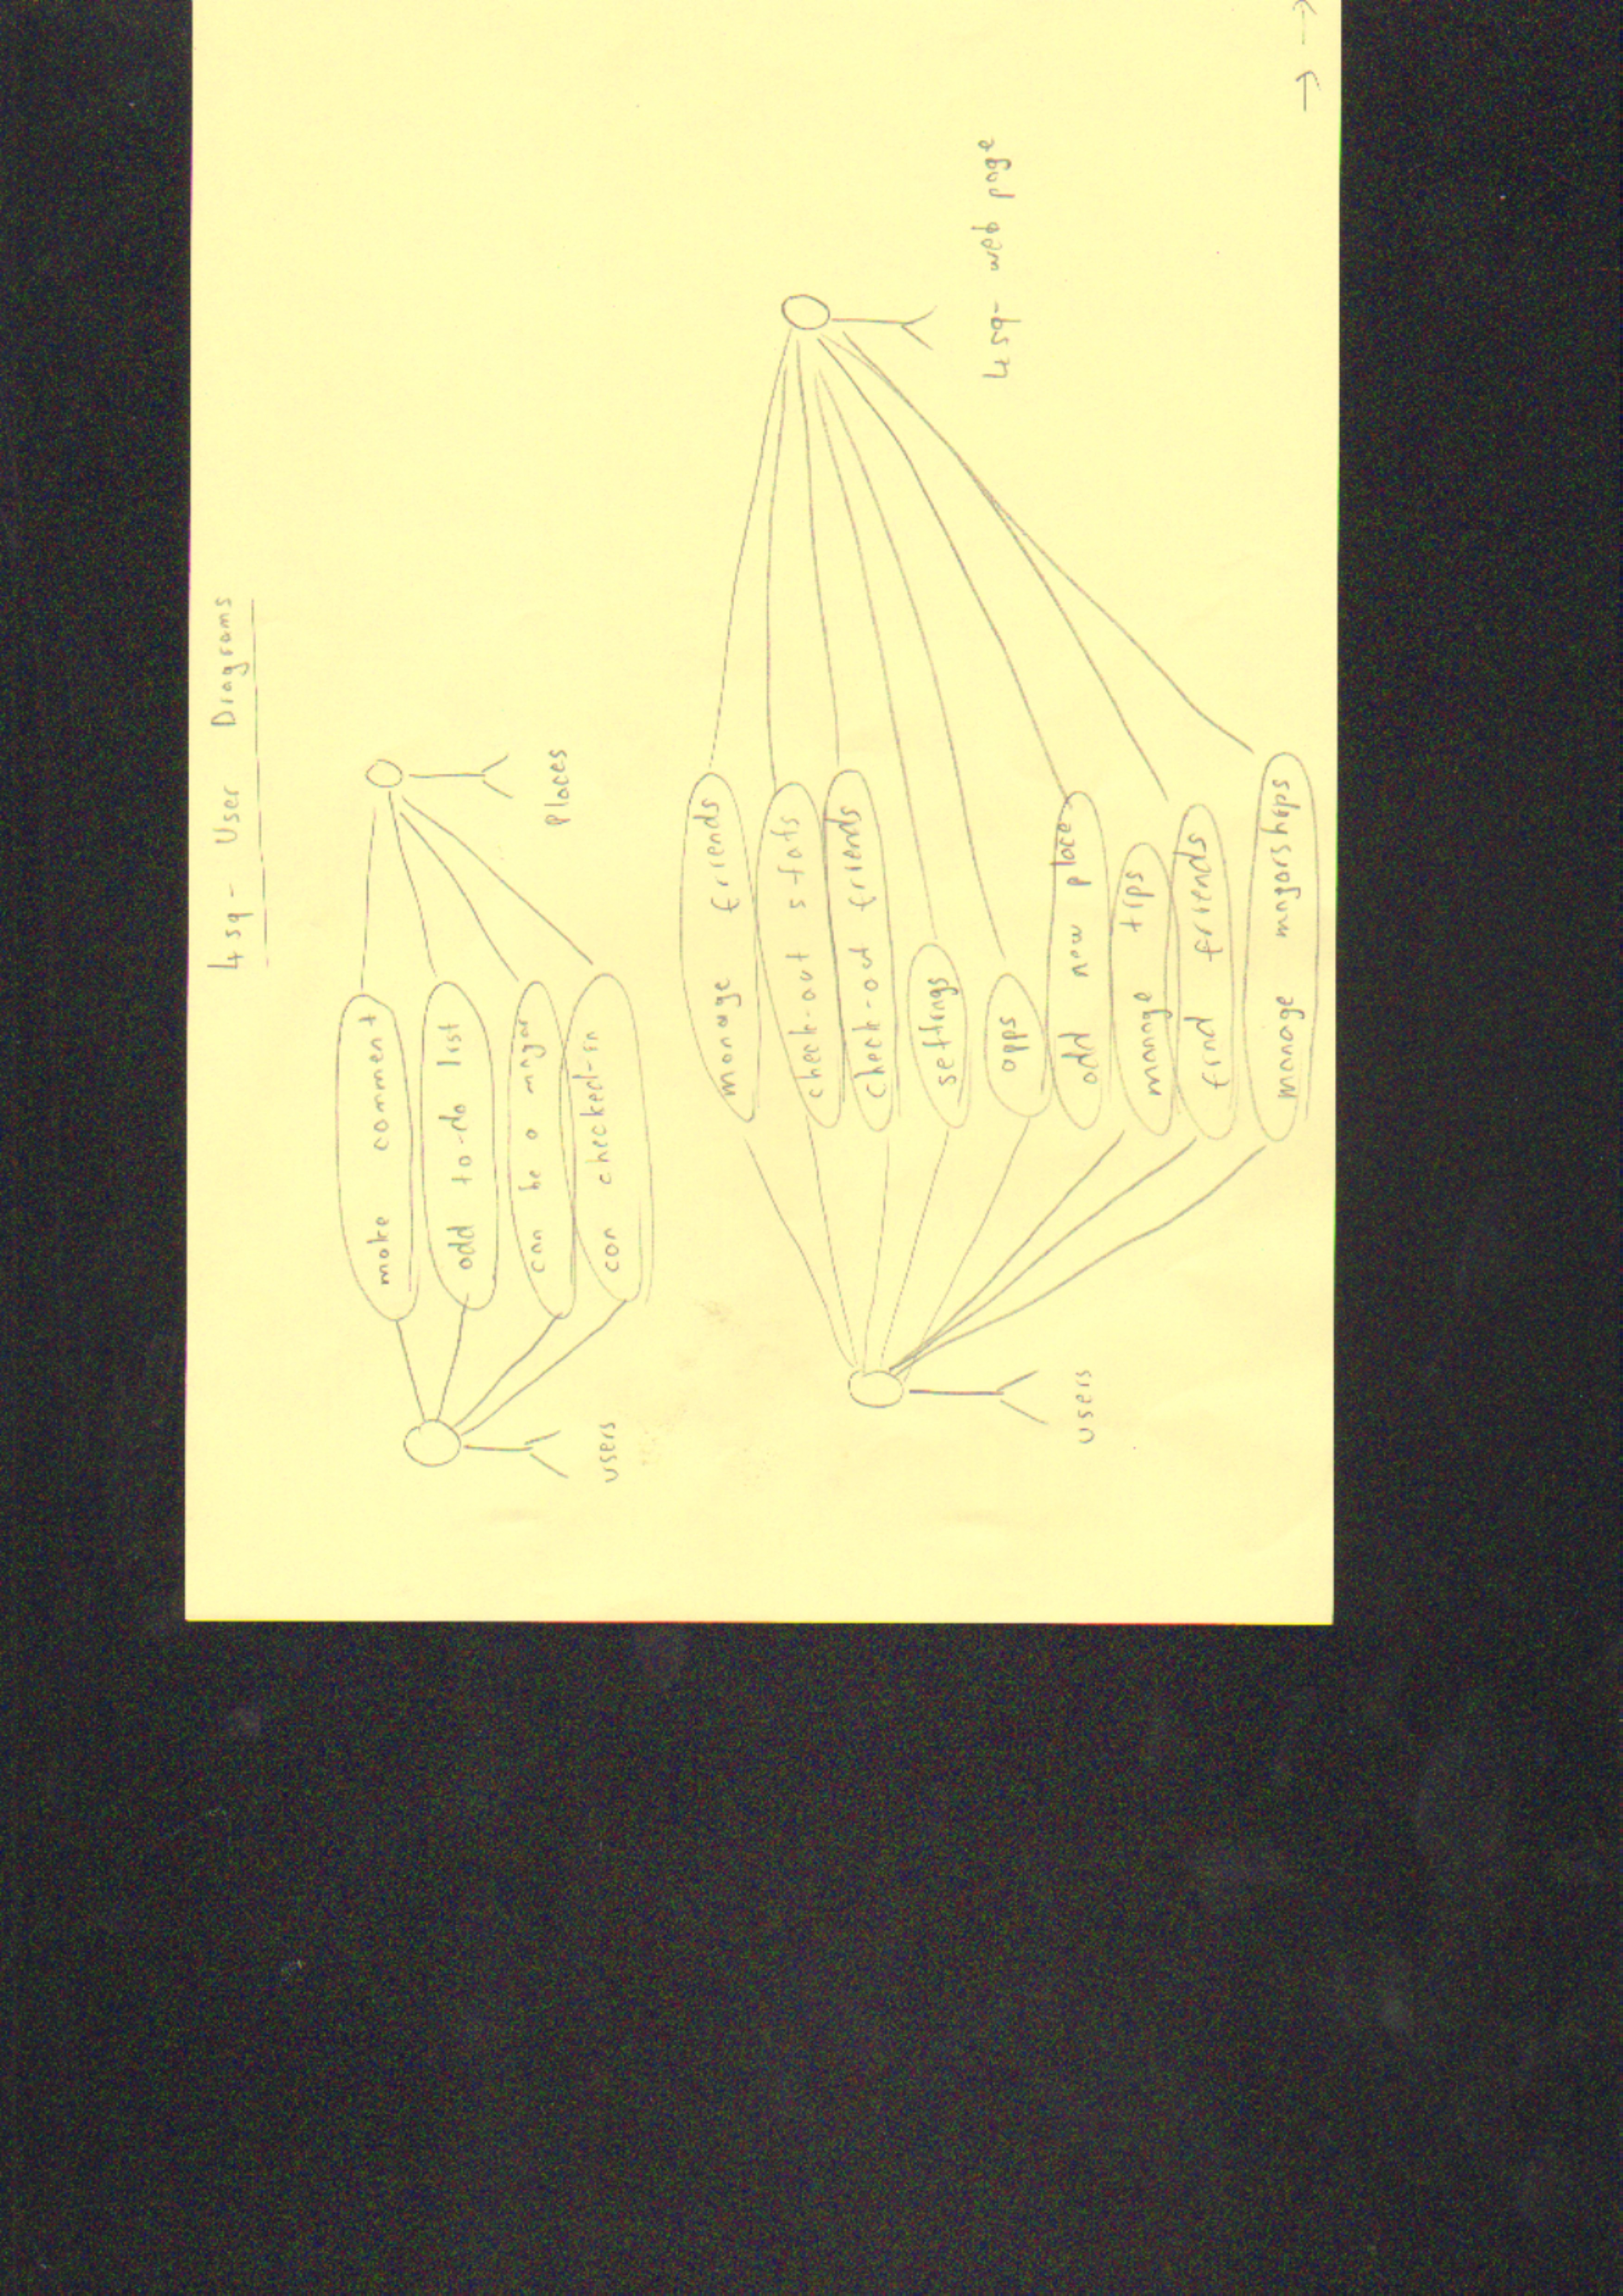 4sq- User Diagrams
make comment
add to-do list
can be a mayor
can checked-in
users
places
manage friends
check-out stats
check-out friends
settings
apps
add new place
manage tips
find friends
manage mayorships
users
4sq- web page